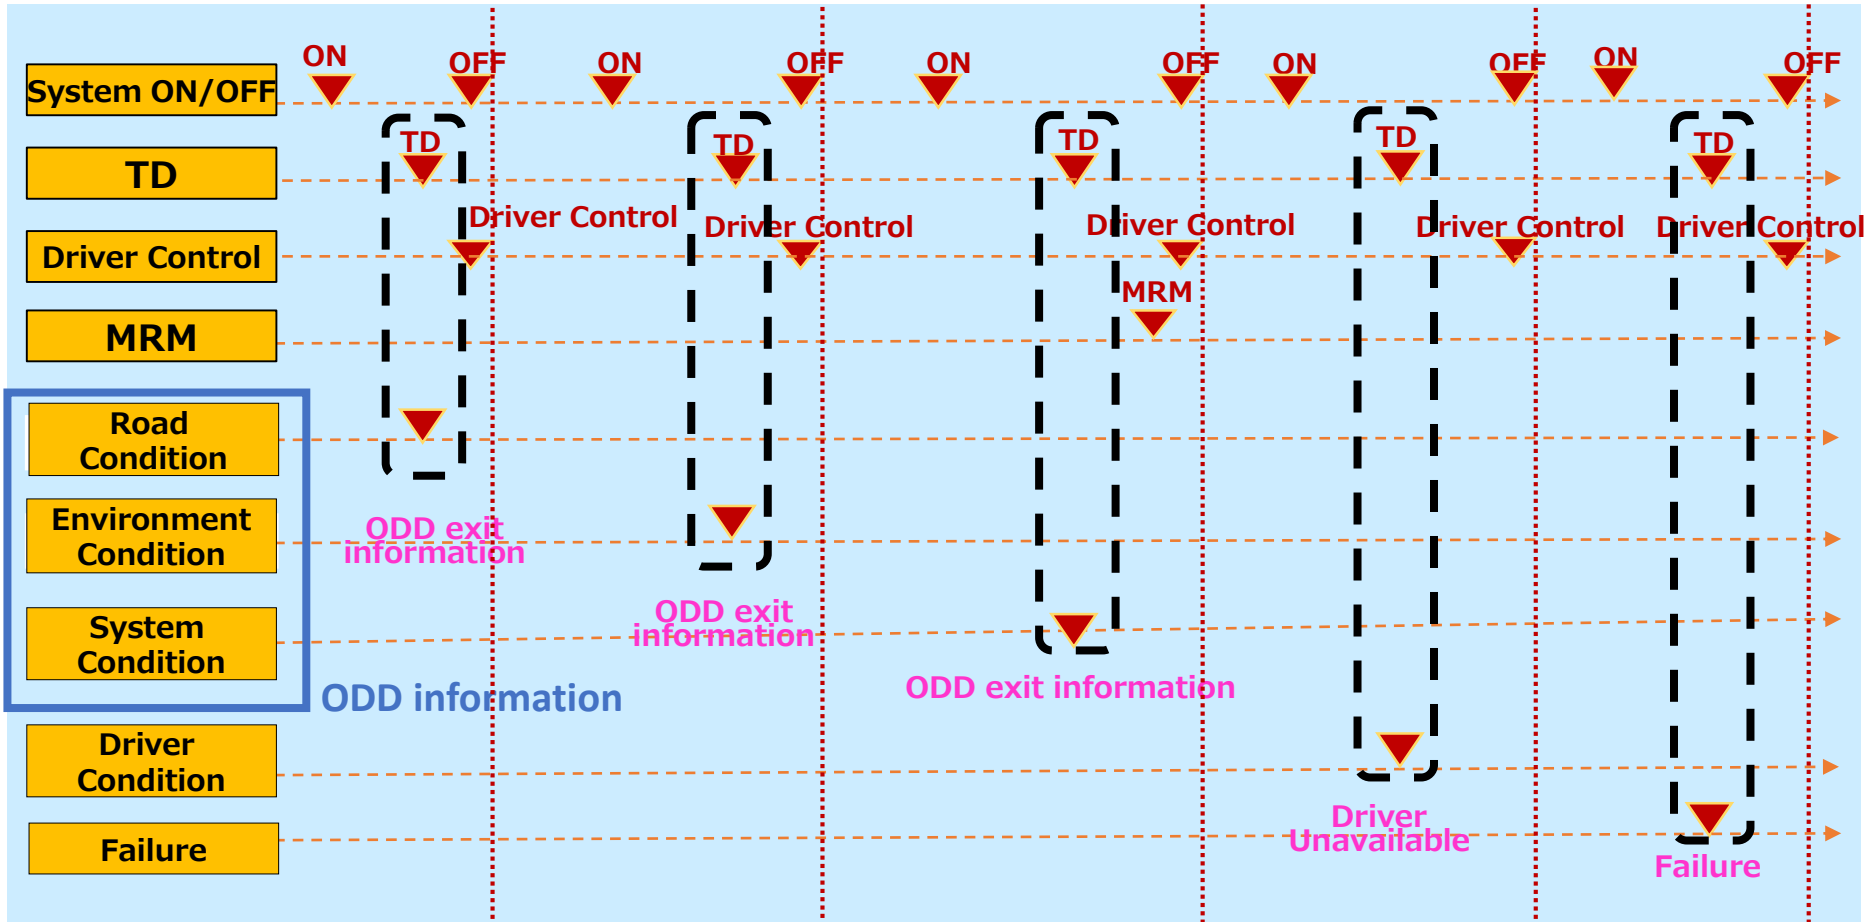 ON
OFF
ON
OFF
ON
OFF
ON
OFF
ON
OFF
System ON/OFF
TD
TD
TD
TD
TD
TD
Driver Control
Driver Control
Driver Control
Driver Control
Driver Control
Driver Control
MRM
MRM
Road
Condition
Environment
Condition
ODD exit
information
System
Condition
ODD exit
information
ODD exit information
ODD information
Driver
Condition
Driver
Unavailable
Failure
Failure